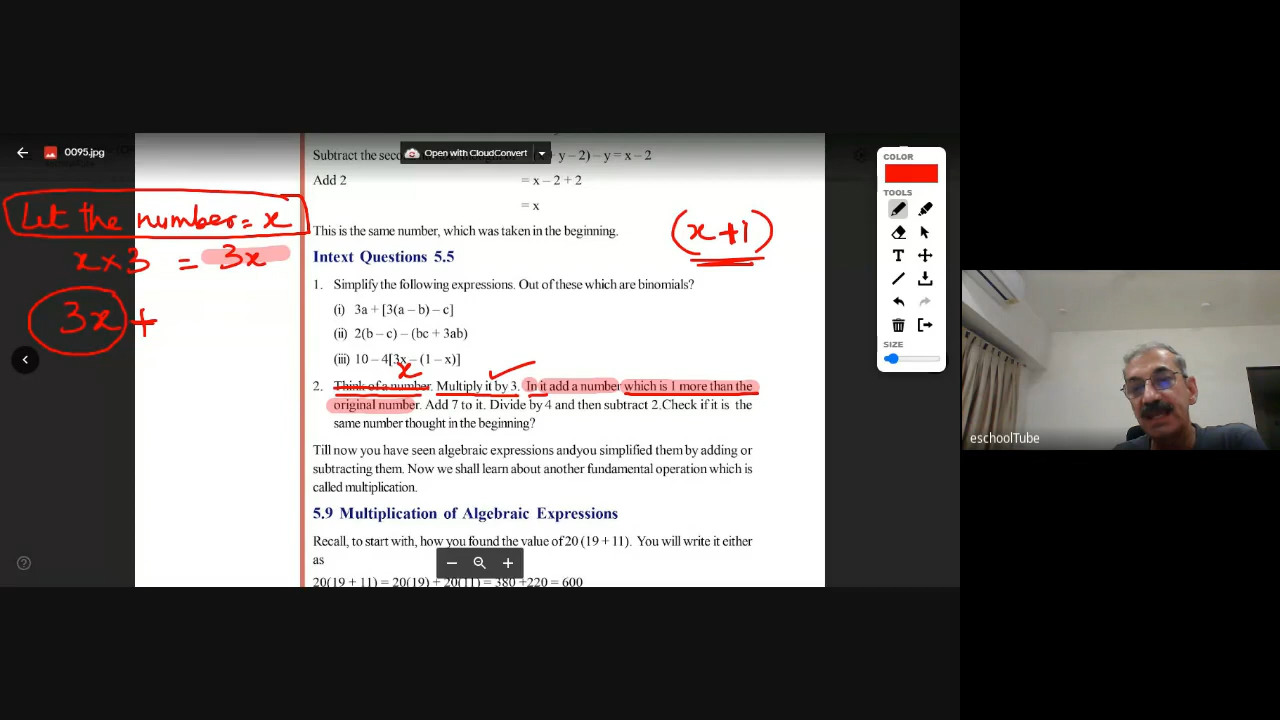 0095.jpg
Open with CloudConvert
Subtract the seco
+ y – 2) – y = x – 2
Add 2 = x – 2 + 2
= x
This is the same number, which was taken in the beginning.
(x+1)
Let the number = x
x × 3 = 3x
3x +
Intext Questions 5.5
1. Simplify the following expressions. Out of these which are binomials?
(i) 3a + [3(a – b) – c]
(ii) 2(b – c) – (bc + 3ab)
(iii) 10 – 4[3x – (1 – x)]
x
2. Think of a number. Multiply it by 3. In it add a number which is 1 more than the
original number. Add 7 to it. Divide by 4 and then subtract 2.Check if it is the
same number thought in the beginning?
Till now you have seen algebraic expressions andyou simplified them by adding or
subtracting them. Now we shall learn about another fundamental operation which is
called multiplication.
5.9 Multiplication of Algebraic Expressions
Recall, to start with, how you found the value of 20 (19 + 11). You will write it either
as
20(19 + 11) = 20(19) + 20(11) = 380 +220 = 600
COLOR
TOOLS
T
SIZE
eschoolTube